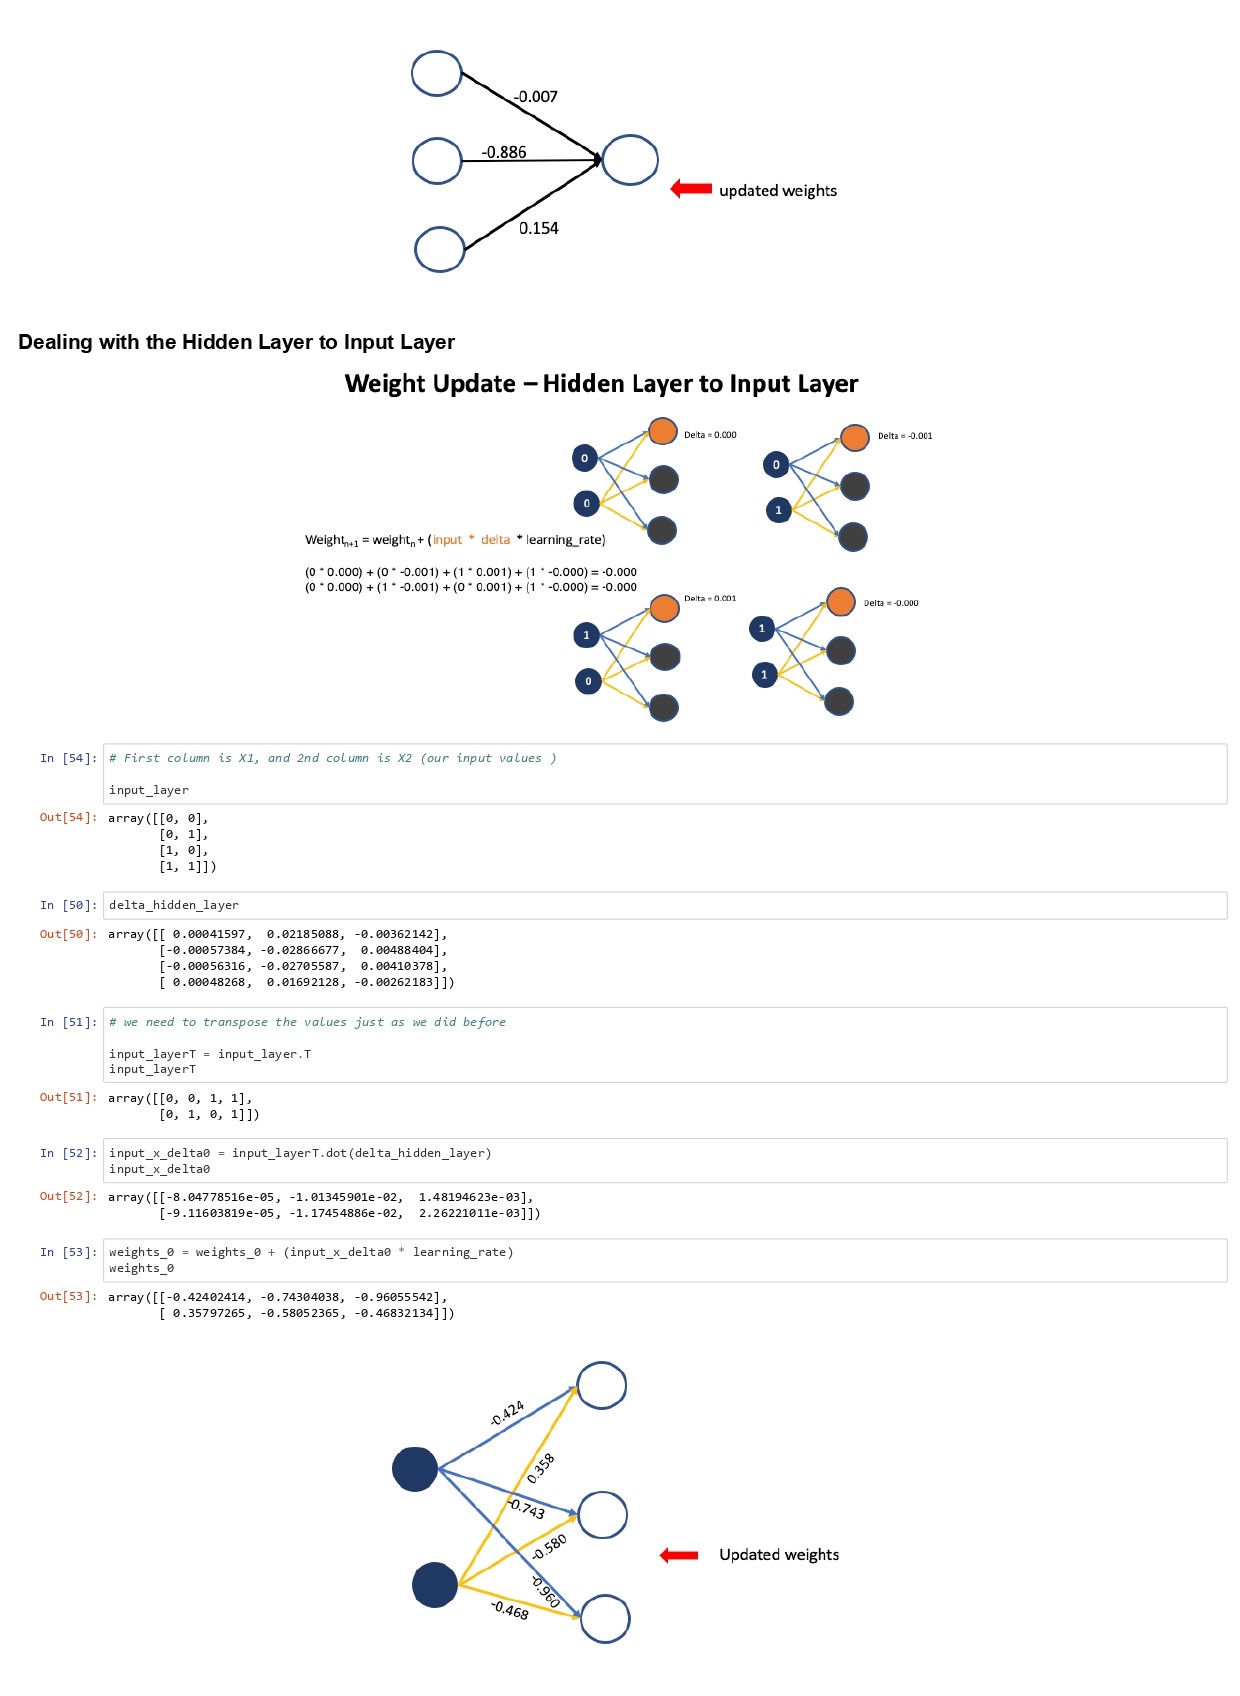 -0.007
-0.886
updated weights
0.154
Dealing with the Hidden Layer to Input Layer
Weight Update – Hidden Layer to Input Layer
Delta = 0.000
Delta = -0.001
0
0
0
1
Weightn+1 = weightn + (input * delta * learning_rate)
(0 * 0.000) + (0 * -0.001) + (1 * 0.001) + (1 * -0.000) = -0.000
(0 * 0.000) + (1 * -0.001) + (0 * 0.001) + (1 * -0.000) = -0.000
Delta = 0.001
Delta = -0.000
1
1
0
1
In [54]: # First column is X1, and 2nd column is X2 (our input values )
input_layer
Out[54]: array([[0, 0],
[0, 1],
[1, 0],
[1, 1]])
In [50]: delta_hidden_layer
Out[50]: array([[ 0.00041597, 0.02185088, -0.00362142],
[-0.00057384, -0.02866677, 0.00488404],
[-0.00056316, -0.02705587, 0.00410378],
[ 0.00048268, 0.01692128, -0.00262183]])
In [51]: # we need to transpose the values just as we did before
input_layerT = input_layer.T
input_layerT
Out[51]: array([[0, 0, 1, 1],
[0, 1, 0, 1]])
In [52]: input_x_delta0 = input_layerT.dot(delta_hidden_layer)
input_x_delta0
Out[52]: array([[-8.04778516e-05, -1.01345901e-02, 1.48194623e-03],
[-9.11603819e-05, -1.17454886e-02, 2.26221011e-03]])
In [53]: weights_0 = weights_0 + (input_x_delta0 * learning_rate)
weights_0
Out[53]: array([[-0.42402414, -0.74304038, -0.96055542],
[ 0.35797265, -0.58052365, -0.46832134]])
-0.424
0.358
-0.743
-0.580
Updated weights
-0.960
-0.468